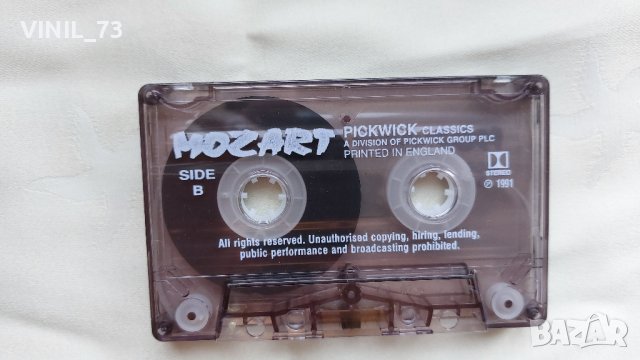 VINIL_73
MOZART
PICKWICK CLASSICS
A DIVISION OF PICKWICK GROUP PLC
PRINTED IN ENGLAND
SIDE
B
STEREO
℗ 1991
All rights reserved. Unauthorised copying, hiring, lending,
public performance and broadcasting prohibited.
BAZAR